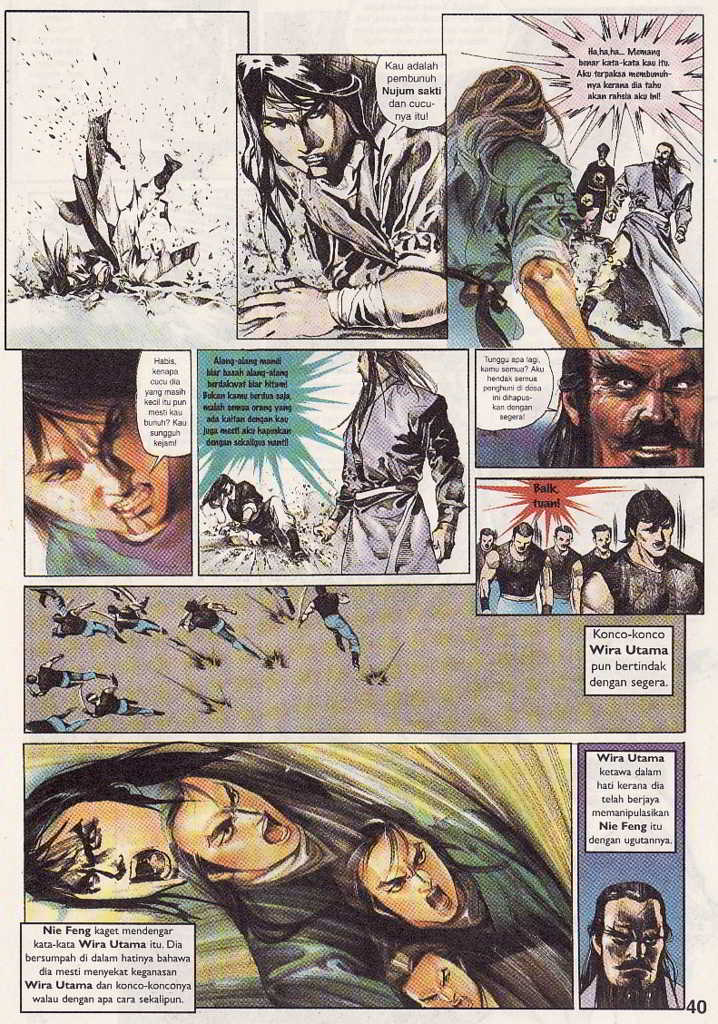 Kau adalah
pembunuh
Nujum sakti
dan cucu-
nya itu!
Ha,ha,ha... Memang
benar kata-kata kau itu.
Aku terpaksa membunuh-
nya kerana dia tahu
akan rahsia aku ini!
Habis,
kenapa
cucu dia
yang masih
kecil itu pun
mesti kau
bunuh? Kau
sungguh
kejam!
Alang-alang mandi
biar basah alang-alang
berdakwat biar hitam!
Bukan kamu berdua saja,
malah semua orang yang
ada kaitan dengan kau
juga mesti aku hapuskan
dengan sekaligus nanti!
Tunggu apa lagi,
kamu semua? Aku
hendak semua
penghuni di desa
ini dihapus-
kan dengan
segera!
Baik,
tuan!
Konco-konco
Wira Utama
pun bertindak
dengan segera.
Nie Feng kaget mendengar
kata-kata Wira Utama itu. Dia
bersumpah di dalam hatinya bahawa
dia mesti menyekat keganasan
Wira Utama dan konco-konconya
walau dengan apa cara sekalipun.
Wira Utama
ketawa dalam
hati kerana dia
telah berjaya
memanipulasikan
Nie Feng itu
dengan ugutannya.
40